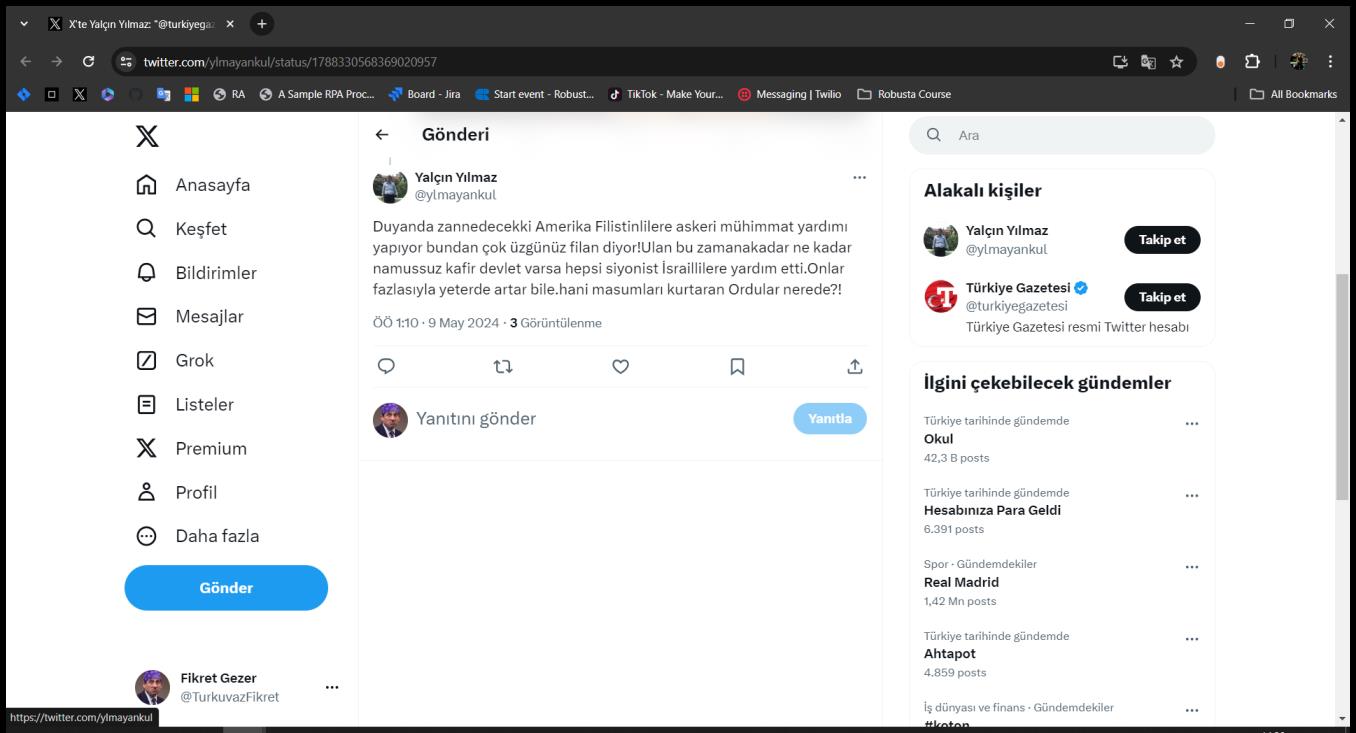 X'te Yalçın Yılmaz: "@turkiyegaz
twitter.com/ylmayankul/status/1788330568369020957
RA
A Sample RPA Proc...
Board - Jira
Start event - Robust...
TikTok - Make Your...
Messaging | Twilio
Robusta Course
All Bookmarks
Anasayfa
Keşfet
Bildirimler
Mesajlar
Grok
Listeler
Premium
Profil
Daha fazla
Gönder
Fikret Gezer
@TurkuvazFikret
https://twitter.com/ylmayankul
Gönderi
Yalçın Yılmaz
@ylmayankul
Duyanda zannedecekki Amerika Filistinlilere askeri mühimmat yardımı
yapıyor bundan çok üzgünüz filan diyor!Ulan bu zamanakadar ne kadar
namussuz kafir devlet varsa hepsi siyonist İsraillilere yardım etti.Onlar
fazlasıyla yeterde artar bile.hani masumları kurtaran Ordular nerede?!
ÖÖ 1:10 · 9 May 2024 · 3 Görüntülenme
Yanıtını gönder
Yanıtla
Ara
Alakalı kişiler
Yalçın Yılmaz
@ylmayankul
Takip et
Türkiye Gazetesi
@turkiyegazetesi
Takip et
Türkiye Gazetesi resmi Twitter hesabı
İlgini çekebilecek gündemler
Türkiye tarihinde gündemde
Okul
42,3 B posts
Türkiye tarihinde gündemde
Hesabınıza Para Geldi
6.391 posts
Spor · Gündemdekiler
Real Madrid
1,42 Mn posts
Türkiye tarihinde gündemde
Ahtapot
4.859 posts
İş dünyası ve finans · Gündemdekiler
#koton